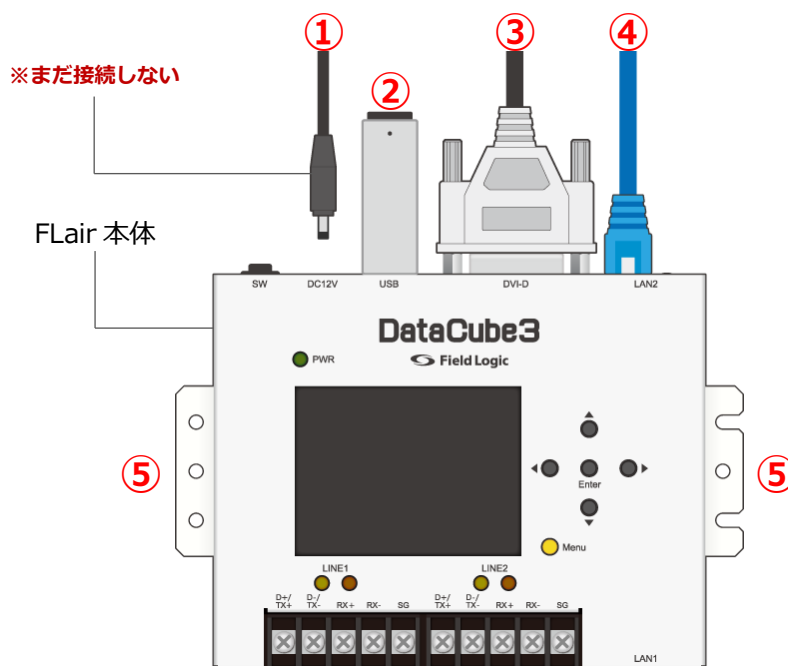 ① ③ ④
※まだ接続しない
②
FLair 本体
SW DC12V USB DVI-D LAN2
DataCube3
PWR
Field Logic
⑤ ⑤
Enter
Menu
LINE1 LINE2
D+/ D-/ D+/ D-/
TX+ TX- RX+ RX- SG TX+ TX- RX+ RX- SG
LAN1